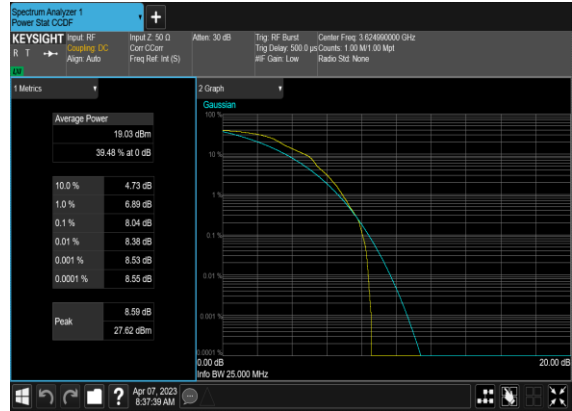 Spectrum Analyzer 1
Power Stat CCDF
KEYSIGHT
R T
LV
Input: RF
Coupling: DC
Align: Auto
Input Z: 50 Ω
Corr CCorr
Freq Ref: Int (S)
Atten: 30 dB
Trig: RF Burst
Trig Delay: 500.0 µs
#IF Gain: Low
Center Freq: 3.624990000 GHz
Counts: 1.00 M/1.00 Mpt
Radio Std: None
1 Metrics
Average Power
19.03 dBm
39.48 % at 0 dB
10.0 % 4.73 dB
1.0 % 6.89 dB
0.1 % 8.04 dB
0.01 % 8.38 dB
0.001 % 8.53 dB
0.0001 % 8.55 dB
Peak 8.59 dB
27.62 dBm
2 Graph
Gaussian
100 %
10 %
1 %
0.1 %
0.01 %
0.001 %
0.0001 %
0.00 dB 20.00 dB
Info BW 25.000 MHz
? Apr 07, 2023
8:37:39 AM